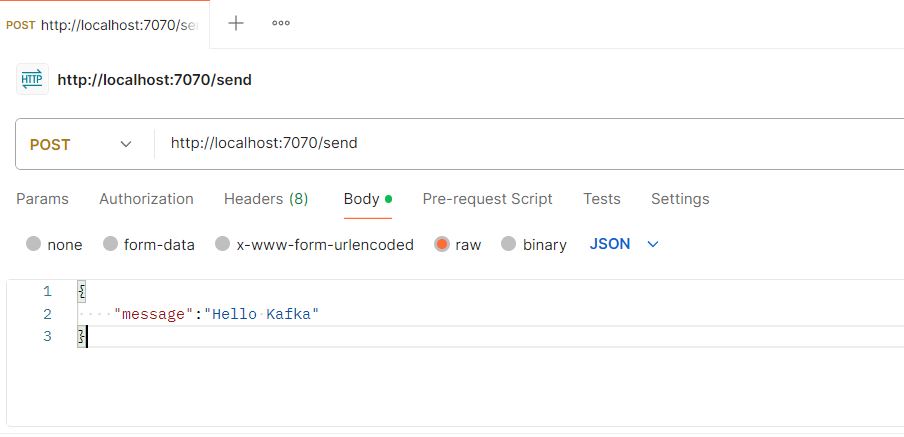 POST http://localhost:7070/se
HTTP http://localhost:7070/send
POST http://localhost:7070/send
Params Authorization Headers (8) Body Pre-request Script Tests Settings
none form-data x-www-form-urlencoded raw binary JSON
1 {
2 "message":"Hello Kafka"
3 }